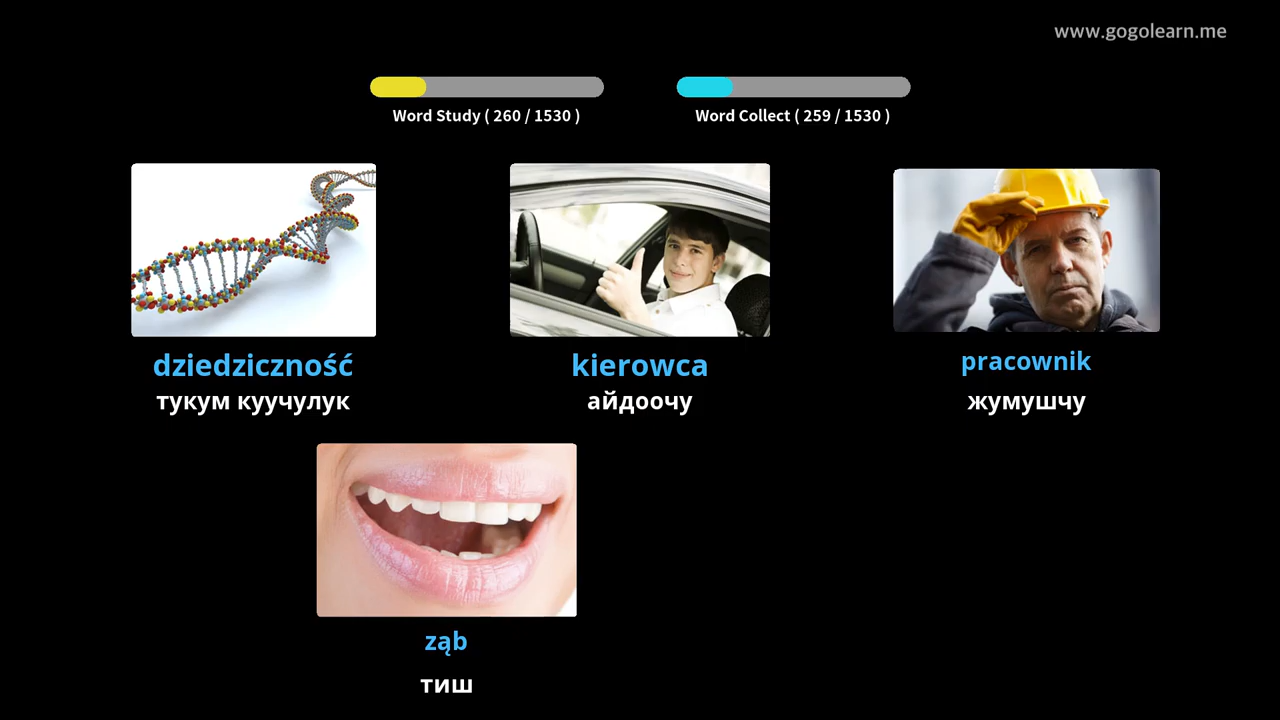 www.gogolearn.me
Word Study ( 260 / 1530 )
Word Collect ( 259 / 1530 )
dziedziczność
тукум куучулук
kierowca
айдоочу
pracownik
жумушчу
ząb
тиш